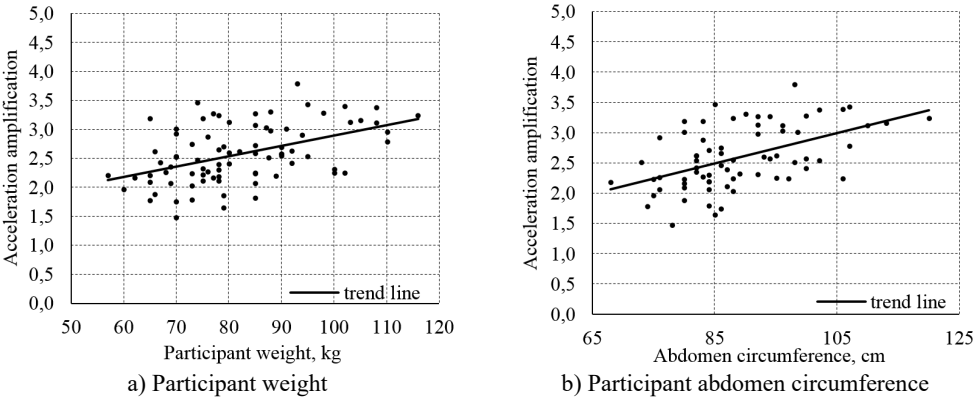 Acceleration amplification
5,0
4,5
4,0
3,5
3,0
2,5
2,0
1,5
1,0
0,5
0,0
trend line
50 60 70 80 90 100 110 120
Participant weight, kg
a) Participant weight
Acceleration amplification
5,0
4,5
4,0
3,5
3,0
2,5
2,0
1,5
1,0
0,5
0,0
trend line
65 85 105 125
Abdomen circumference, cm
b) Participant abdomen circumference